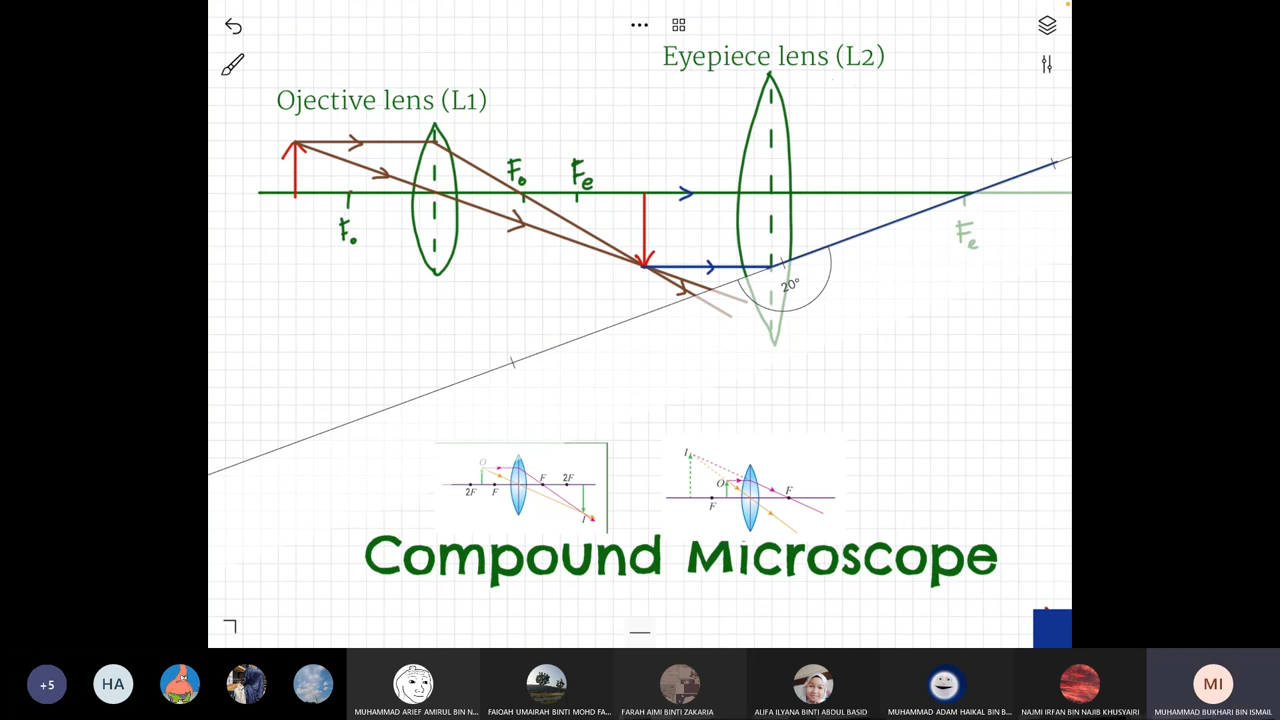 Eyepiece lens (L2)
Ojective lens (L1)
Fo
Fe
Fo
Fe
20°
O
F
2F
2F
F
I
I
O
F
F
Compound Microscope
+5
HA
MUHAMMAD ARIEF AMIRUL BIN N...
FAIQAH UMAIRAH BINTI MOHD FA...
FARAH AIMI BINTI ZAKARIA
ALIFA ILYANA BINTI ABDUL BASID
MUHAMMAD ADAM HAIKAL BIN B...
NAJMI IRFAN BIN NAJIB KHUSYAIRI
MI
MUHAMMAD BUKHARI BIN ISMAIL